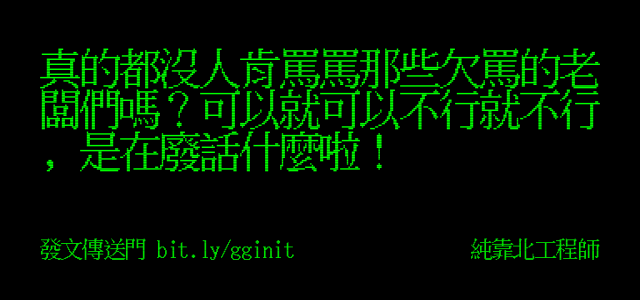 真的都沒人肯罵罵那些欠罵的老
闆們嗎？可以就可以不行就不行
，是在廢話什麼啦！
發文傳送門 bit.ly/gginit
純靠北工程師